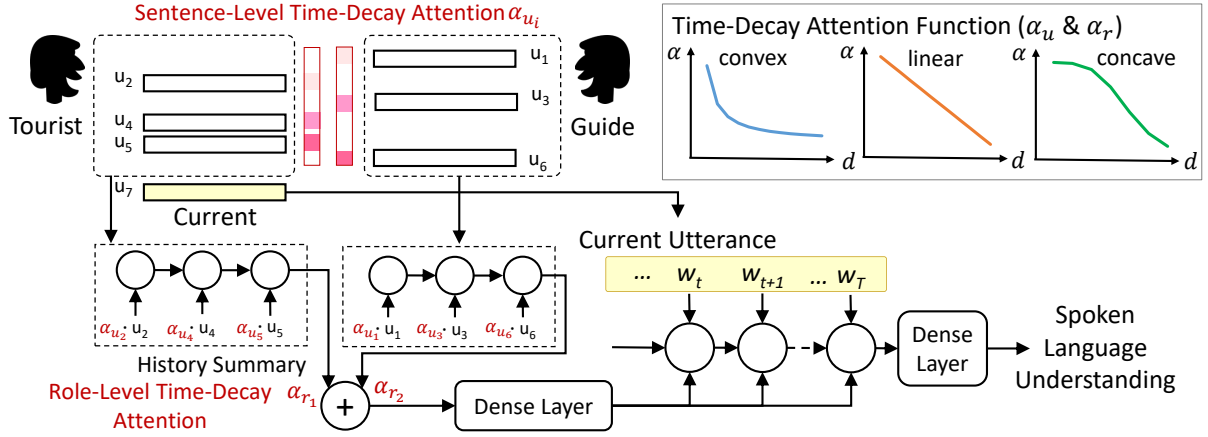 Sentence-Level Time-Decay Attention α_{u_i}
Tourist
u_2
u_4
u_5
u_7
Current
u_1
u_3
u_6
Guide
Time-Decay Attention Function (α_u & α_r)
α
convex
d
α
linear
d
α
concave
d
α_{u_2}· u_2
α_{u_4}· u_4
α_{u_5}· u_5
α_{u_1}· u_1
α_{u_3}· u_3
α_{u_6}· u_6
History Summary
Role-Level Time-Decay
Attention
α_{r_1}
+
α_{r_2}
Dense Layer
Current Utterance
... w_t w_{t+1} ... w_T
Dense
Layer
Spoken
Language
Understanding